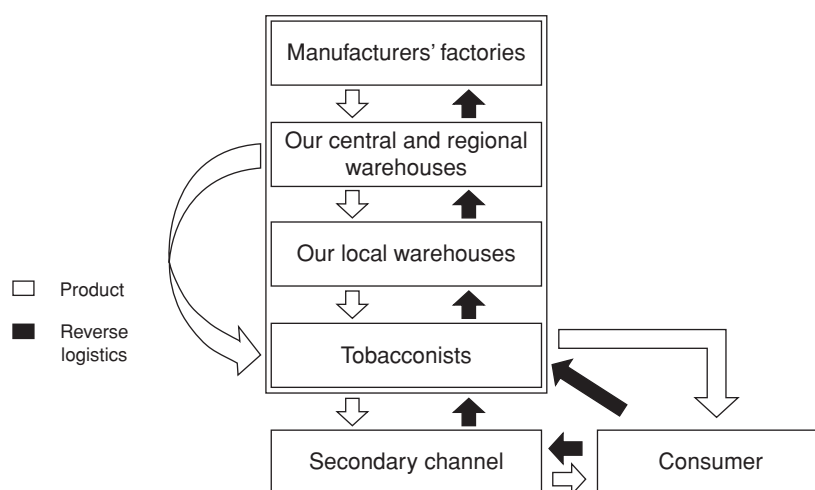 Manufacturers’ factories
Our central and regional
warehouses
Our local warehouses
Product
Reverse
logistics
Tobacconists
Secondary channel
Consumer